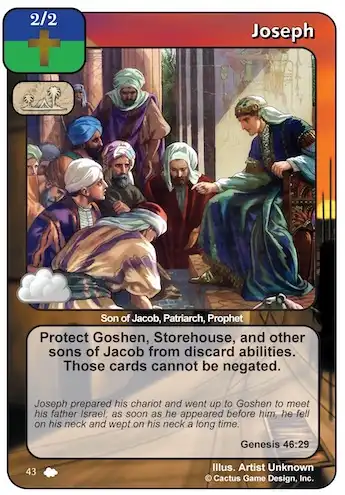 2/2
Joseph
Son of Jacob, Patriarch, Prophet
Protect Goshen, Storehouse, and other
sons of Jacob from discard abilities.
Those cards cannot be negated.
Joseph prepared his chariot and went up to Goshen to meet
his father Israel; as soon as he appeared before him, he fell
on his neck and wept on his neck a long time.
Genesis 46:29
43
Illus. Artist Unknown
© Cactus Game Design, Inc.